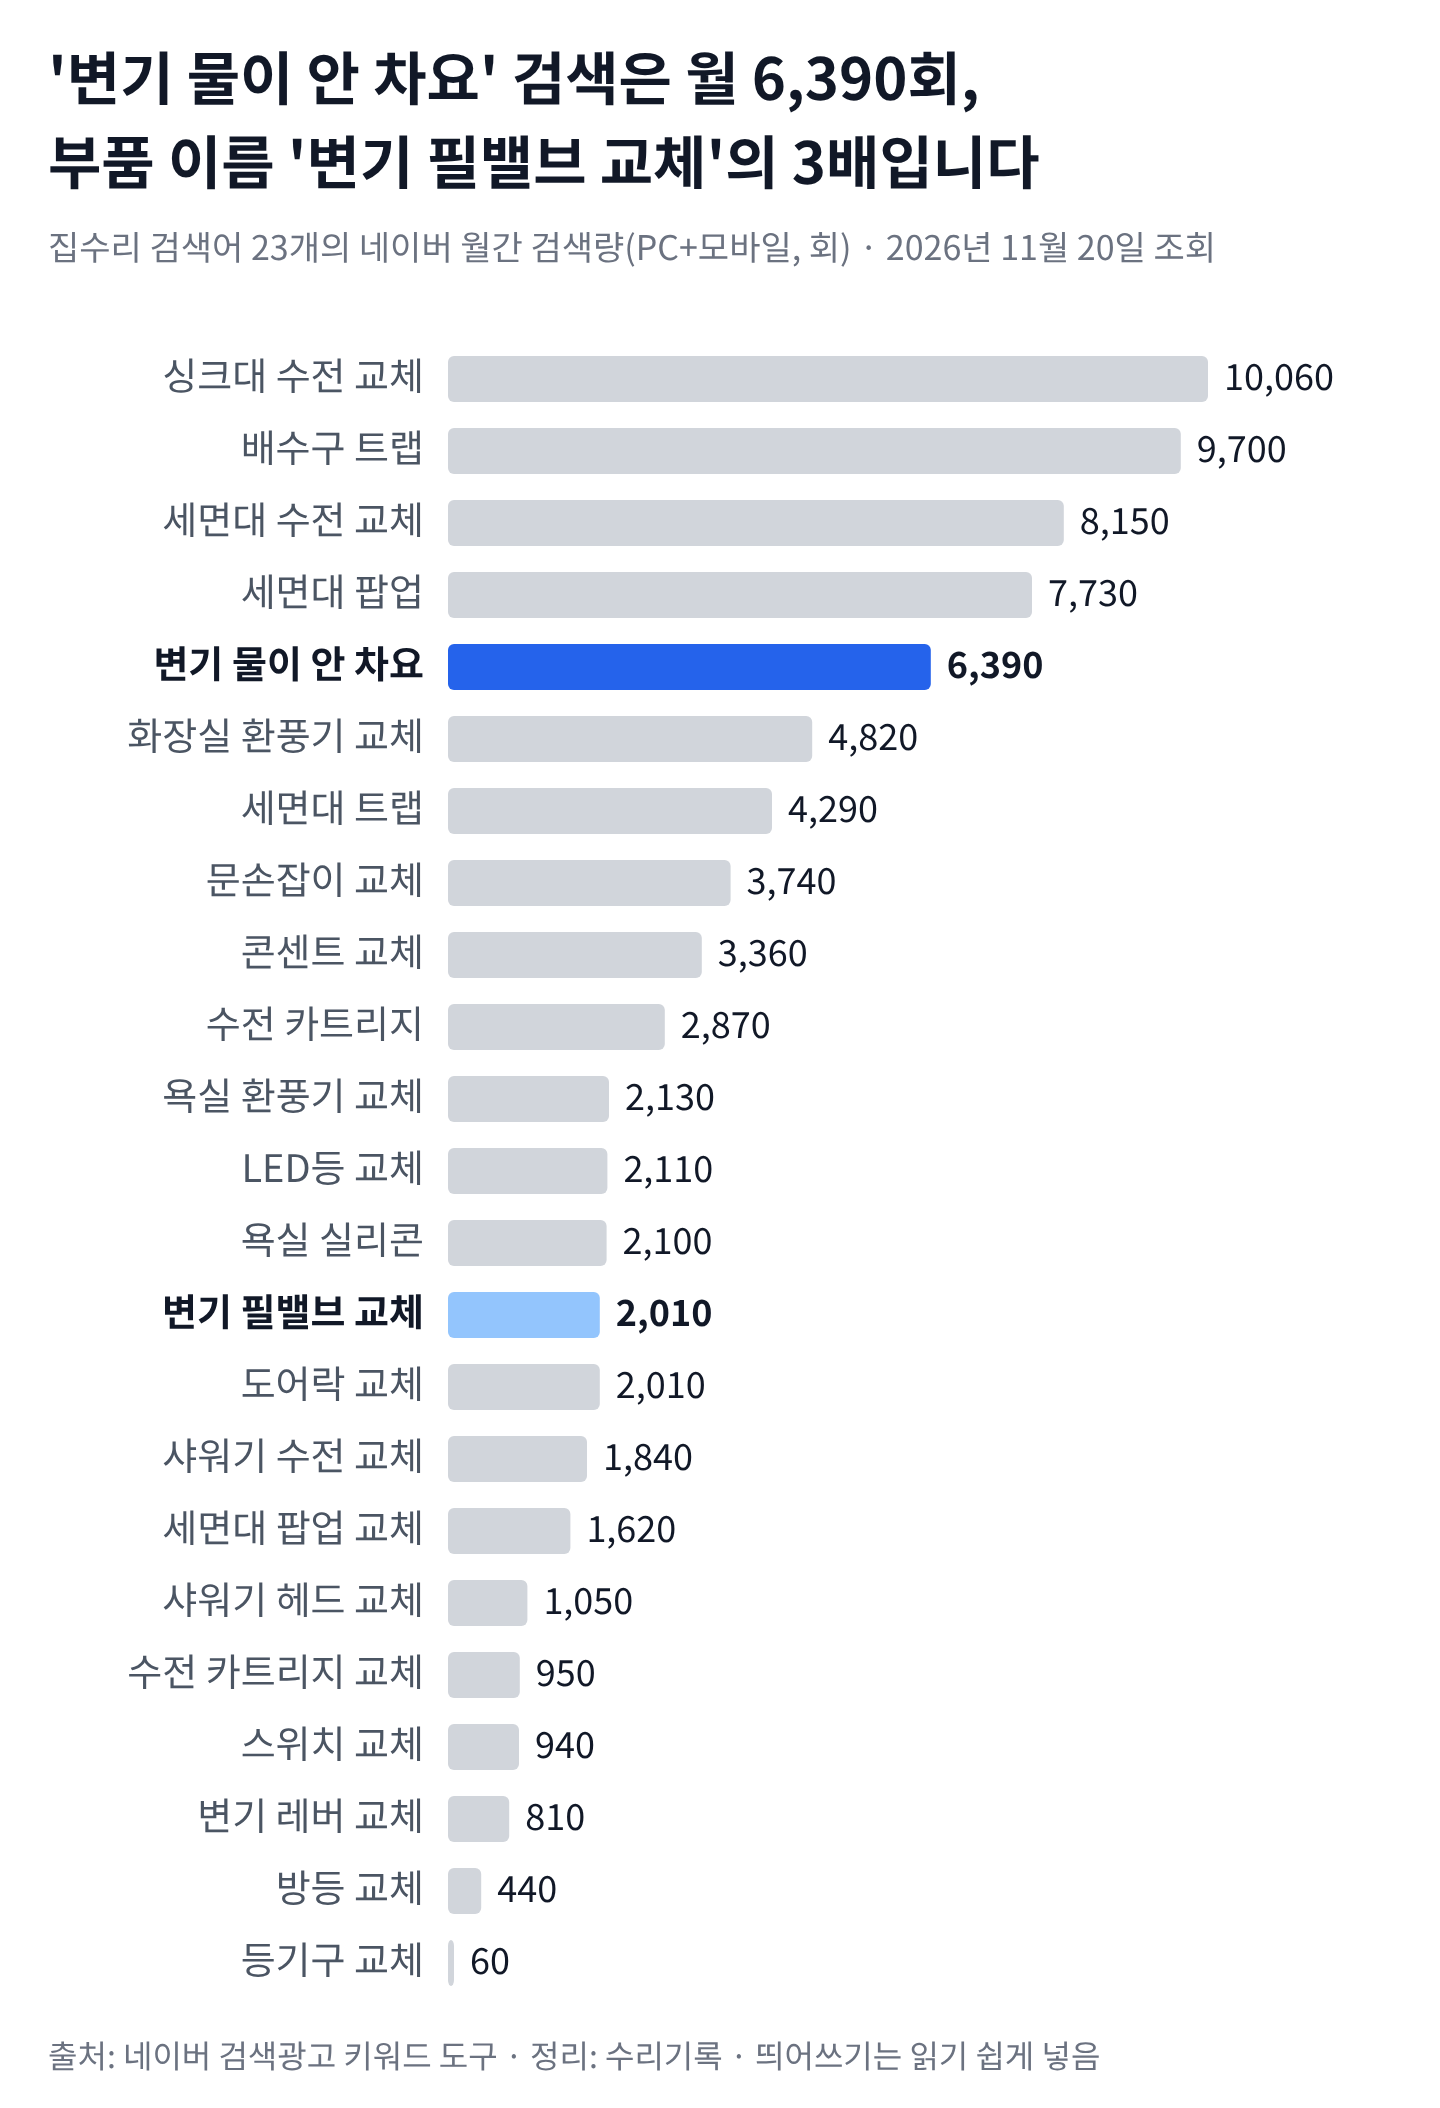 '변기 물이 안 차요' 검색은 월 6,390회,
부품 이름 '변기 필밸브 교체'의 3배입니다
집수리 검색어 23개의 네이버 월간 검색량(PC+모바일, 회) · 2026년 11월 20일 조회
싱크대 수전 교체 10,060
배수구 트랩 9,700
세면대 수전 교체 8,150
세면대 팝업 7,730
변기 물이 안 차요 6,390
화장실 환풍기 교체 4,820
세면대 트랩 4,290
문손잡이 교체 3,740
콘센트 교체 3,360
수전 카트리지 2,870
욕실 환풍기 교체 2,130
LED등 교체 2,110
욕실 실리콘 2,100
변기 필밸브 교체 2,010
도어락 교체 2,010
샤워기 수전 교체 1,840
세면대 팝업 교체 1,620
샤워기 헤드 교체 1,050
수전 카트리지 교체 950
스위치 교체 940
변기 레버 교체 810
방등 교체 440
등기구 교체 60
출처: 네이버 검색광고 키워드 도구 · 정리: 수리기록 · 띄어쓰기는 읽기 쉽게 넣음